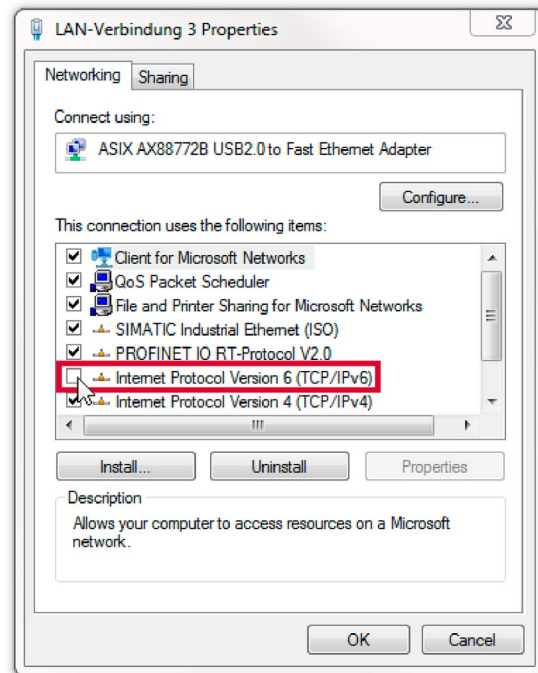 LAN-Verbindung 3 Properties
Networking
Sharing
Connect using:
ASIX AX88772B USB2.0 to Fast Ethernet Adapter
Configure...
This connection uses the following items:
Client for Microsoft Networks
QoS Packet Scheduler
File and Printer Sharing for Microsoft Networks
SIMATIC Industrial Ethernet (ISO)
PROFINET IO RT-Protocol V2.0
Internet Protocol Version 6 (TCP/IPv6)
Internet Protocol Version 4 (TCP/IPv4)
Install...
Uninstall
Properties
Description
Allows your computer to access resources on a Microsoft
network.
OK
Cancel